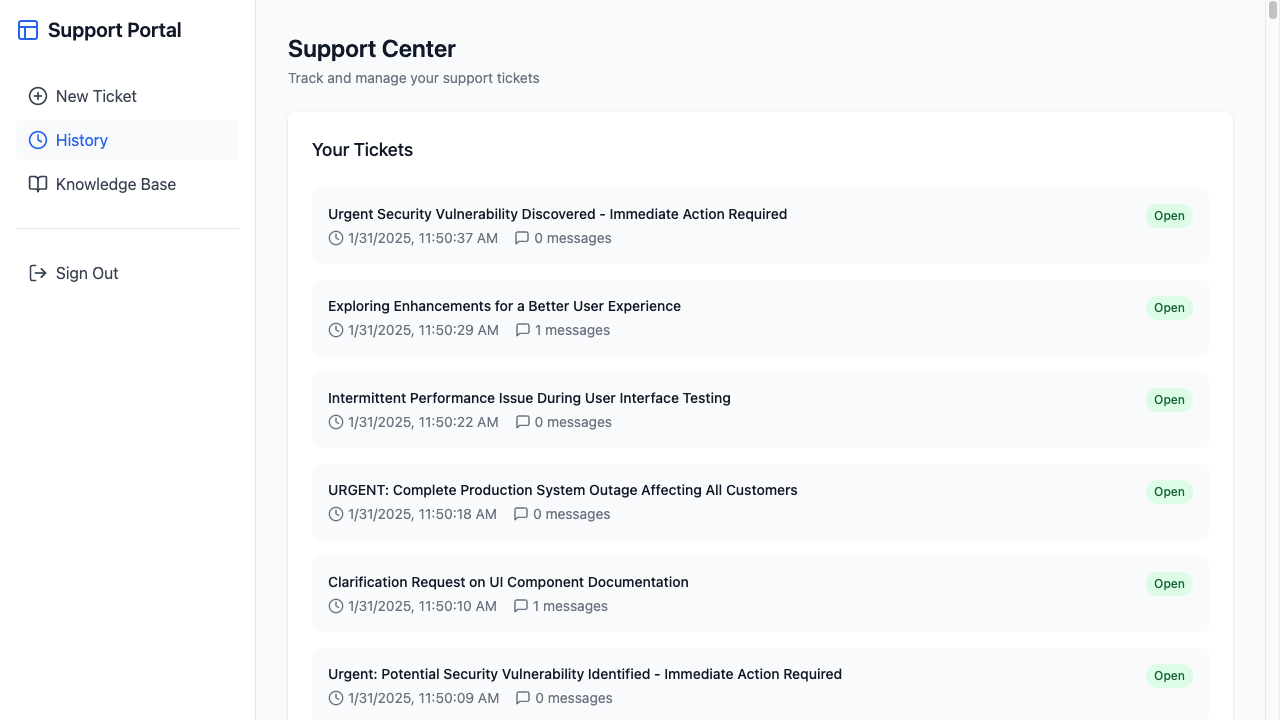 Support Portal
New Ticket
History
Knowledge Base
Sign Out
Support Center
Track and manage your support tickets
Your Tickets
Urgent Security Vulnerability Discovered - Immediate Action Required
Open
1/31/2025, 11:50:37 AM 0 messages
Exploring Enhancements for a Better User Experience
Open
1/31/2025, 11:50:29 AM 1 messages
Intermittent Performance Issue During User Interface Testing
Open
1/31/2025, 11:50:22 AM 0 messages
URGENT: Complete Production System Outage Affecting All Customers
Open
1/31/2025, 11:50:18 AM 0 messages
Clarification Request on UI Component Documentation
Open
1/31/2025, 11:50:10 AM 1 messages
Urgent: Potential Security Vulnerability Identified - Immediate Action Required
Open
1/31/2025, 11:50:09 AM 0 messages